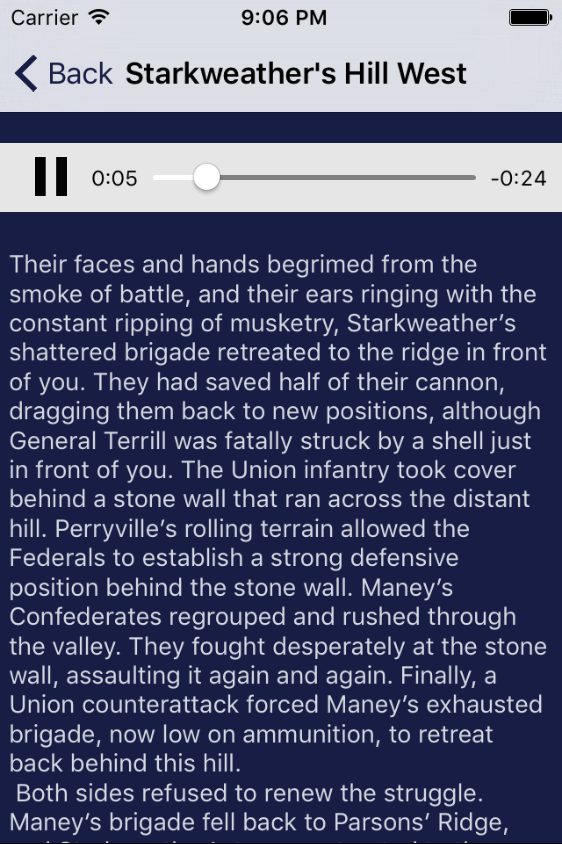 Carrier 9:06 PM
Back Starkweather's Hill West
0:05 -0:24
Their faces and hands begrimed from the
smoke of battle, and their ears ringing with the
constant ripping of musketry, Starkweather’s
shattered brigade retreated to the ridge in front
of you. They had saved half of their cannon,
dragging them back to new positions, although
General Terrill was fatally struck by a shell just
in front of you. The Union infantry took cover
behind a stone wall that ran across the distant
hill. Perryville’s rolling terrain allowed the
Federals to establish a strong defensive
position behind the stone wall. Maney’s
Confederates regrouped and rushed through
the valley. They fought desperately at the stone
wall, assaulting it again and again. Finally, a
Union counterattack forced Maney’s exhausted
brigade, now low on ammunition, to retreat
back behind this hill.
Both sides refused to renew the struggle.
Maney’s brigade fell back to Parsons’ Ridge,